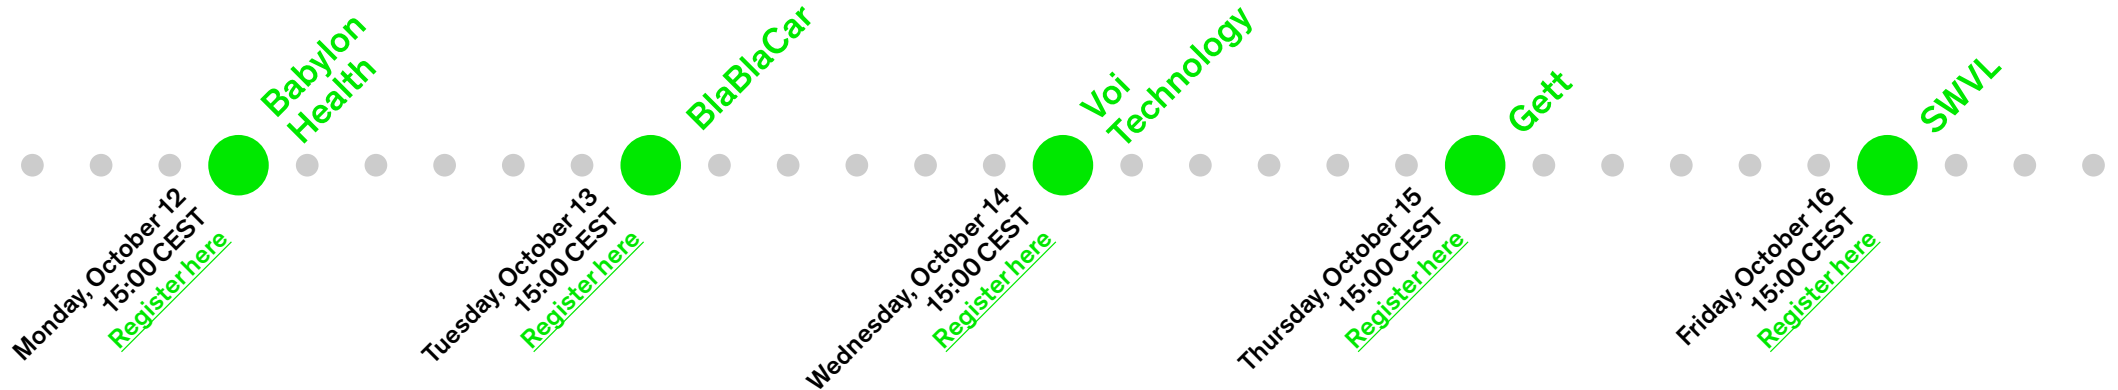 Babylon
Health
Monday, October 12
15:00 CEST
Register here
BlaBlaCar
Tuesday, October 13
15:00 CEST
Register here
Voi
Technology
Wednesday, October 14
15:00 CEST
Register here
Gett
Thursday, October 15
15:00 CEST
Register here
SWVL
Friday, October 16
15:00 CEST
Register here